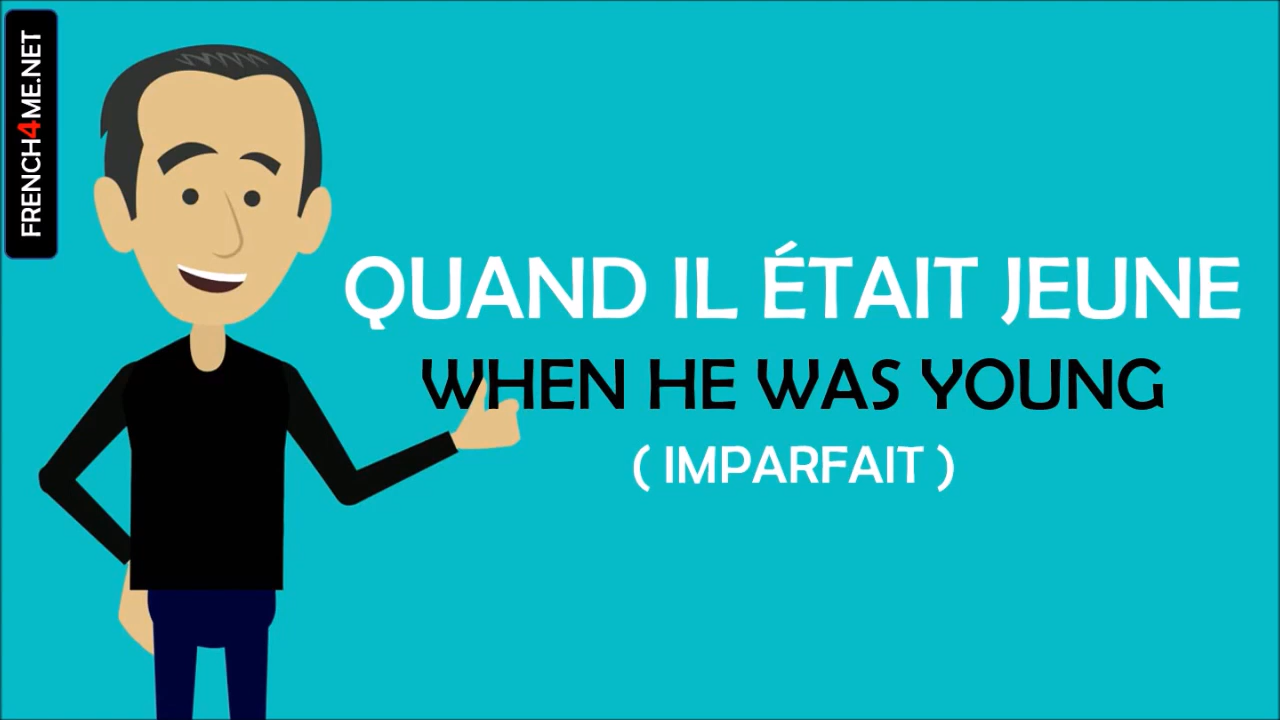 FRENCH4ME.NET
QUAND IL ÉTAIT JEUNE
WHEN HE WAS YOUNG
( IMPARFAIT )